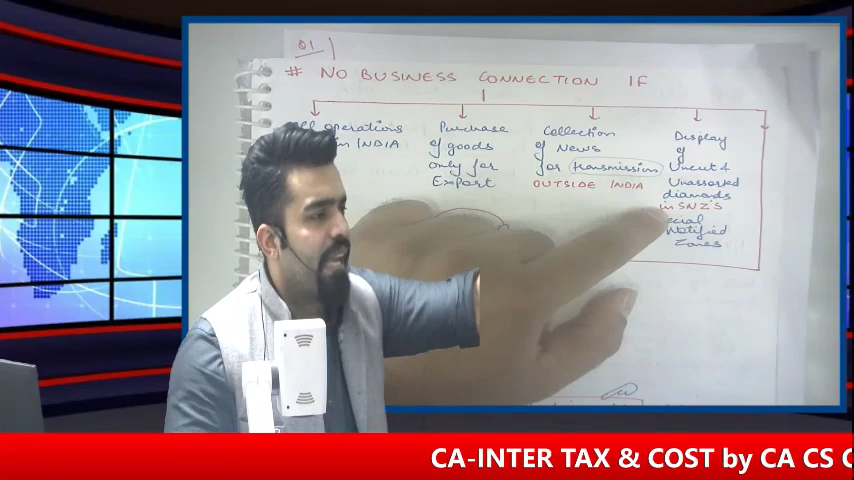 Q1
# NO BUSINESS CONNECTION IF
operations
in INDIA
Purchase
of goods
only for
Export
Collection
of News
for transmission
OUTSIDE INDIA
Display
of
Uncut &
Unassorted
diamonds
in SNZ'S
Notified
Zones
CA-INTER TAX & COST by CA CS